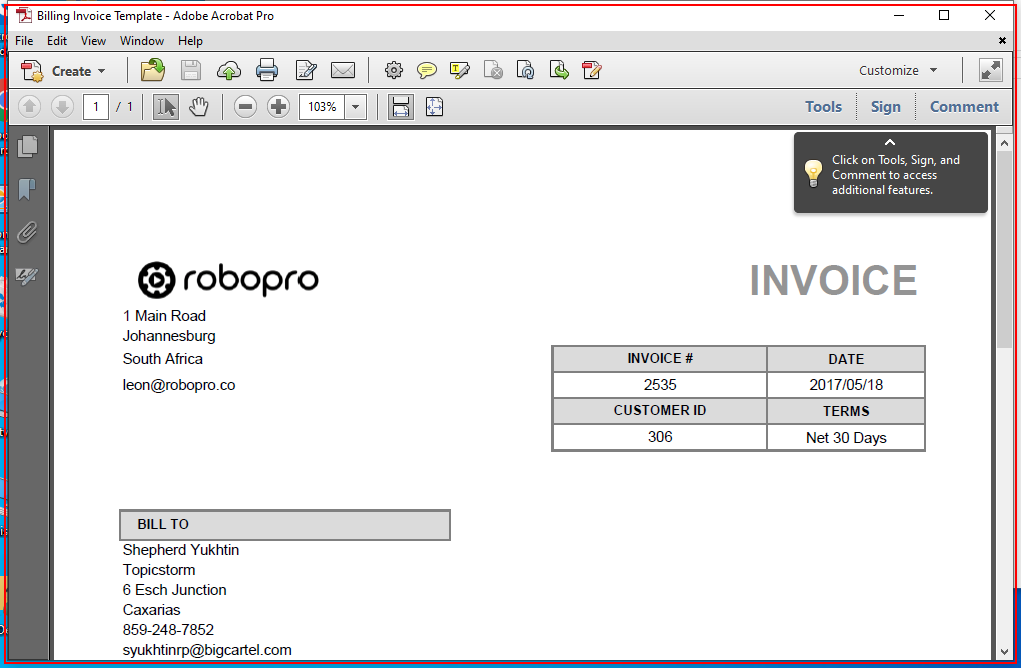 Billing Invoice Template - Adobe Acrobat Pro
File Edit View Window Help
Create Customize
1 / 1 103% Tools Sign Comment
Click on Tools, Sign, and
Comment to access
additional features.
robopro INVOICE
1 Main Road
Johannesburg
South Africa
leon@robopro.co
INVOICE # DATE
2535 2017/05/18
CUSTOMER ID TERMS
306 Net 30 Days
BILL TO
Shepherd Yukhtin
Topicstorm
6 Esch Junction
Caxarias
859-248-7852
syukhtinrp@bigcartel.com